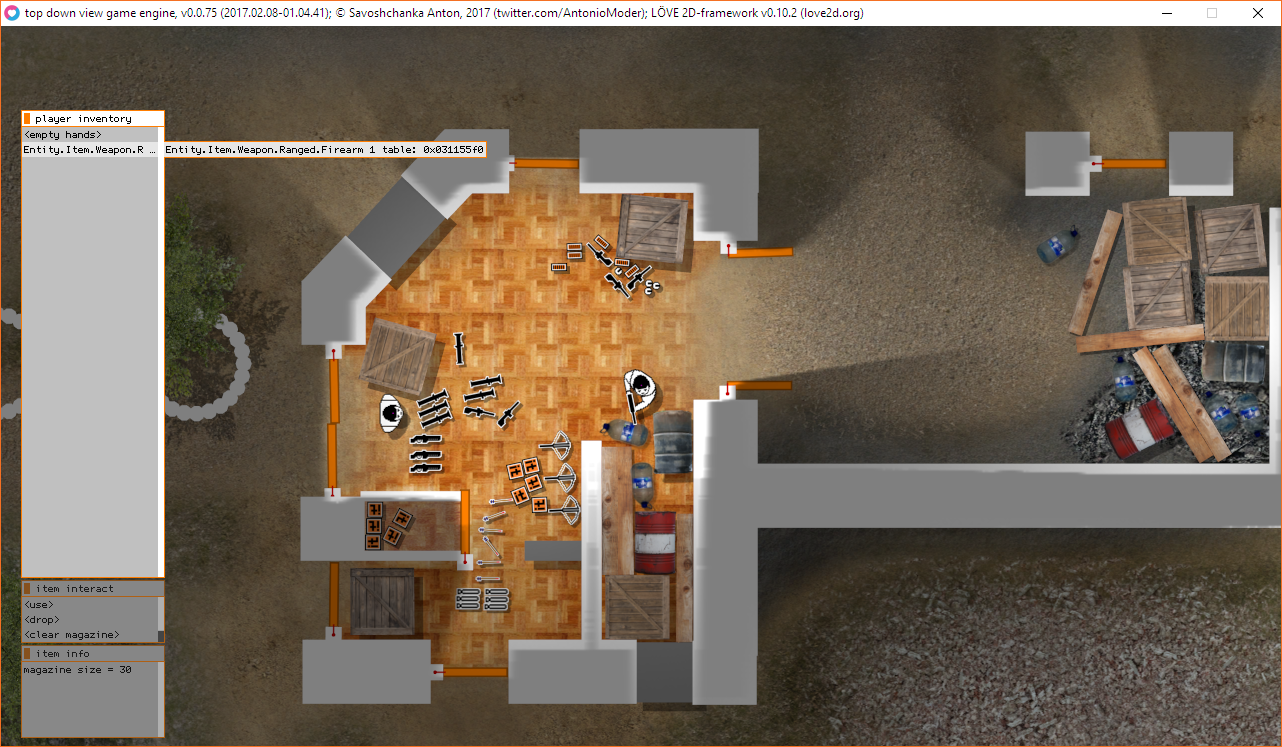 top down view game engine, v0.0.75 (2017.02.08-01.04.41); © Savoshchanka Anton, 2017 (twitter.com/AntonioModer); LÖVE 2D-framework v0.10.2 (love2d.org)
player inventory
<empty hands>
Entity.Item.Weapon.R … Entity.Item.Weapon.Ranged.Firearm 1 table: 0x031155f0
item interact
<use>
<drop>
<clear magazine>
item info
magazine size = 30